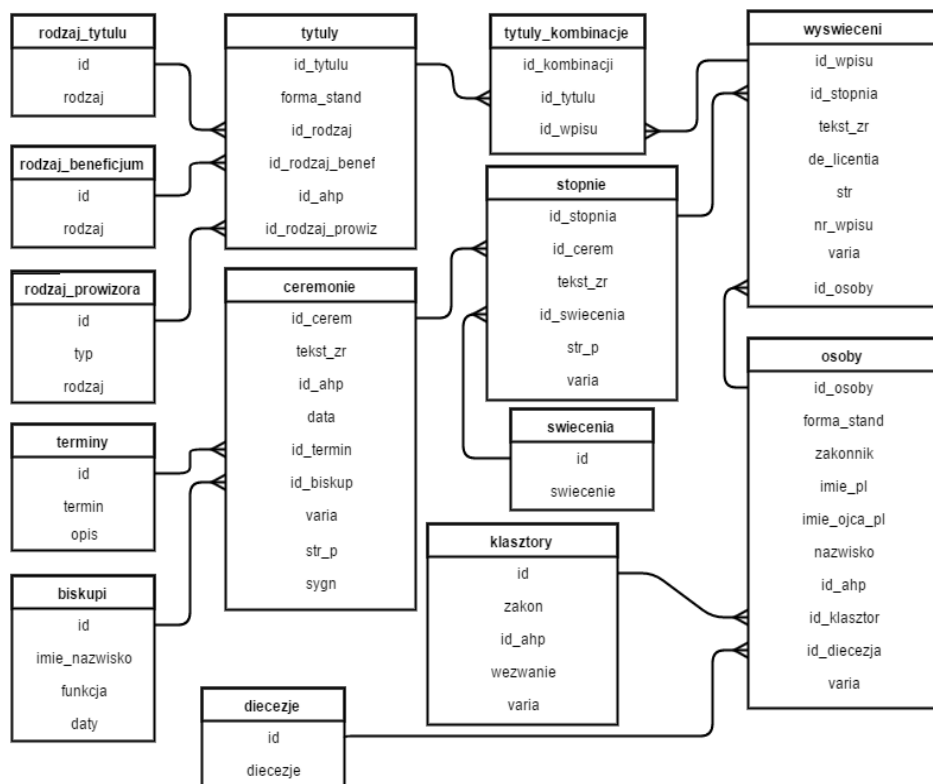 rodzaj_tytulu
id
rodzaj
rodzaj_beneficjum
id
rodzaj
rodzaj_prowizora
id
typ
rodzaj
terminy
id
termin
opis
biskupi
id
imie_nazwisko
funkcja
daty
tytuly
id_tytulu
forma_stand
id_rodzaj
id_rodzaj_benef
id_ahp
id_rodzaj_prowiz
ceremonie
id_cerem
tekst_zr
id_ahp
data
id_termin
id_biskup
varia
str_p
sygn
diecezje
id
diecezje
tytuly_kombinacje
id_kombinacji
id_tytulu
id_wpisu
stopnie
id_stopnia
id_cerem
tekst_zr
id_swiecenia
str_p
varia
swiecenia
id
swiecenie
klasztory
id
zakon
id_ahp
wezwanie
varia
wyswieceni
id_wpisu
id_stopnia
tekst_zr
de_licentia
str
nr_wpisu
varia
id_osoby
osoby
id_osoby
forma_stand
zakonnik
imie_pl
imie_ojca_pl
nazwisko
id_ahp
id_klasztor
id_diecezja
varia